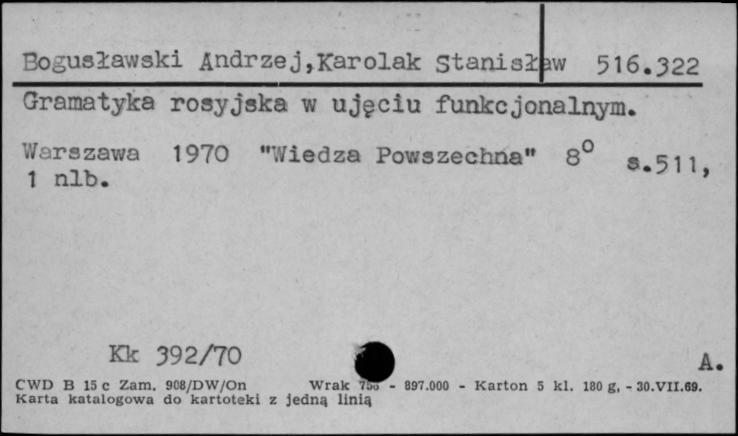 Bogusławski Andrzej,Karolak Stanisław 516.322
Gramatyka rosyjska w ujęciu funkcjonalnym.
Warszawa 1970 "Wiedza Powszechna" 8° s.511,
1 nlb.
Kk 392/70 A.
CWD B 15 c Zam. 908/DW/On Wrak - 897.000 - Karton 5 kl. 180 g. - 30.VII.69.
Karta katalogowa do kartoteki z jedną linią